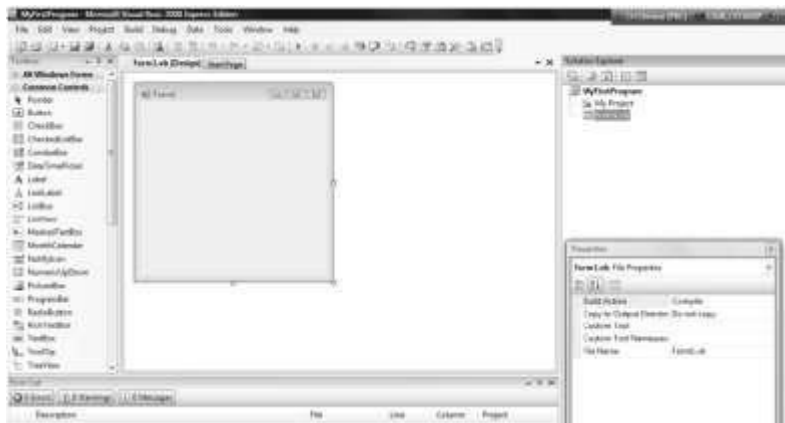 MyFirstProgram - Microsoft Visual Basic 2008 Express Edition
File Edit View Project Build Debug Data Tools Window Help
Toolbox
All Windows Forms
Common Controls
Pointer
Button
CheckBox
CheckedListBox
ComboBox
DateTimePicker
Label
LinkLabel
ListBox
ListView
MaskedTextBox
MonthCalendar
NotifyIcon
NumericUpDown
PictureBox
ProgressBar
RadioButton
RichTextBox
TextBox
ToolTip
TreeView
Form1.vb [Design] Start Page
Form1
Solution Explorer
MyFirstProgram
My Project
Form1.vb
Properties
Form1.vb File Properties
Build Action Compile
Copy to Output Director Do not copy
Custom Tool
Custom Tool Namespac
File Name Form1.vb
Error List
0 Errors 0 Warnings 0 Messages
Description File Line Column Project